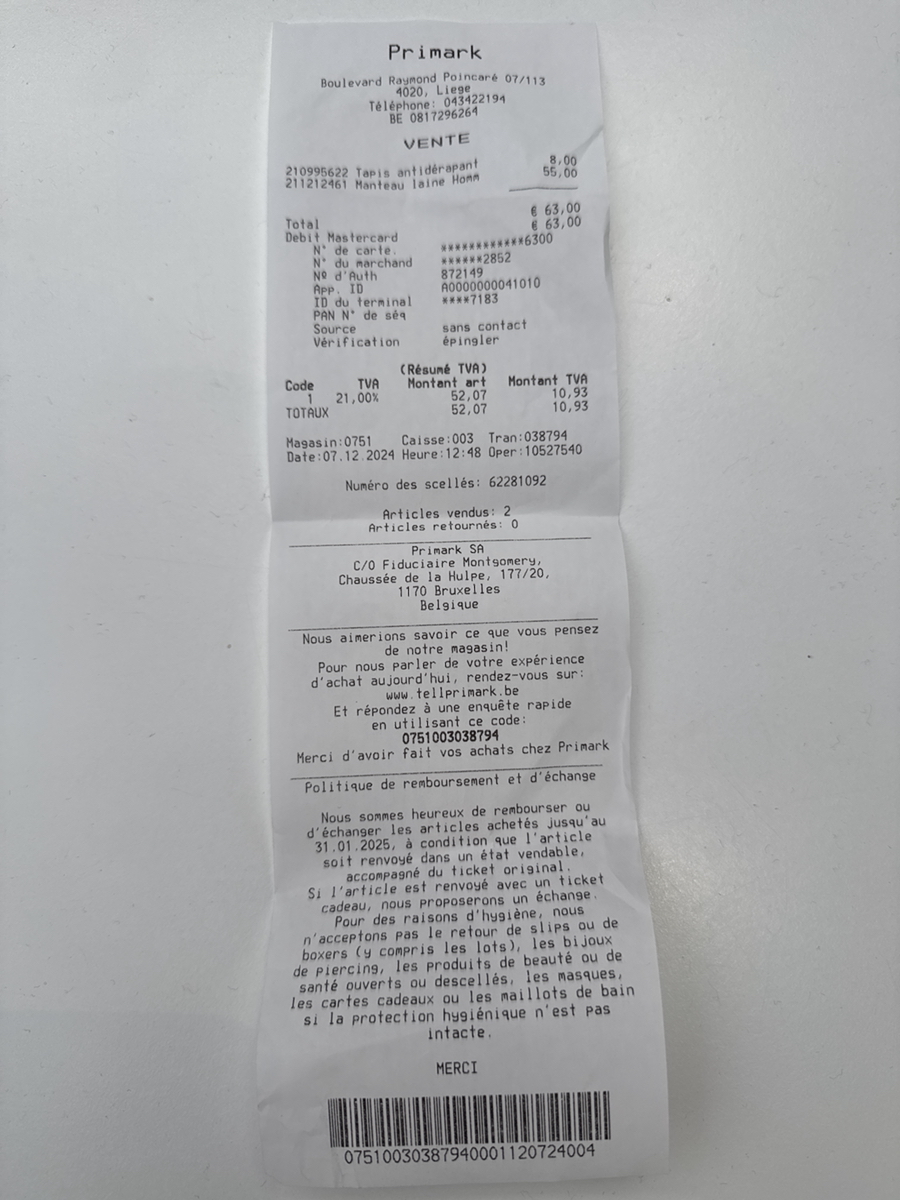 Primark
Boulevard Raymond Poincaré 07/113
4020, Liege
Téléphone: 043422194
BE 0817296264
VENTE
210995622 Tapis antidérapant 8,00
211212461 Manteau laine Homm 55,00
€ 63,00
Total € 63,00
Debit Mastercard
N° de carte. ************6300
N° du marchand ******2852
Nº d'Auth 872149
App. ID A0000000041010
ID du terminal ****7183
PAN N° de séq
Source sans contact
Vérification épingler
(Résumé TVA)
Code TVA Montant art Montant TVA
1 21,00% 52,07 10,93
TOTAUX 52,07 10,93
Magasin:0751 Caisse:003 Tran:038794
Date:07.12.2024 Heure:12:48 Oper:10527540
Numéro des scellés: 62281092
Articles vendus: 2
Articles retournés: 0
Primark SA
C/O Fiduciaire Montgomery,
Chaussée de la Hulpe, 177/20,
1170 Bruxelles
Belgique
Nous aimerions savoir ce que vous pensez
de notre magasin!
Pour nous parler de votre expérience
d'achat aujourd'hui, rendez-vous sur:
www.tellprimark.be
Et répondez à une enquête rapide
en utilisant ce code:
0751003038794
Merci d'avoir fait vos achats chez Primark
Politique de remboursement et d'échange
Nous sommes heureux de rembourser ou
d'échanger les articles achetés jusqu'au
31.01.2025, à condition que l'article
soit renvoyé dans un état vendable,
accompagné du ticket original.
Si l'article est renvoyé avec un ticket
cadeau, nous proposerons un échange.
Pour des raisons d'hygiène, nous
n'acceptons pas le retour de slips ou de
boxers (y compris les lots), les bijoux
de piercing, les produits de beauté ou de
santé ouverts ou descellés, les masques,
les cartes cadeaux ou les maillots de bain
si la protection hygiénique n'est pas
intacte.
MERCI
07510030387940001120724004